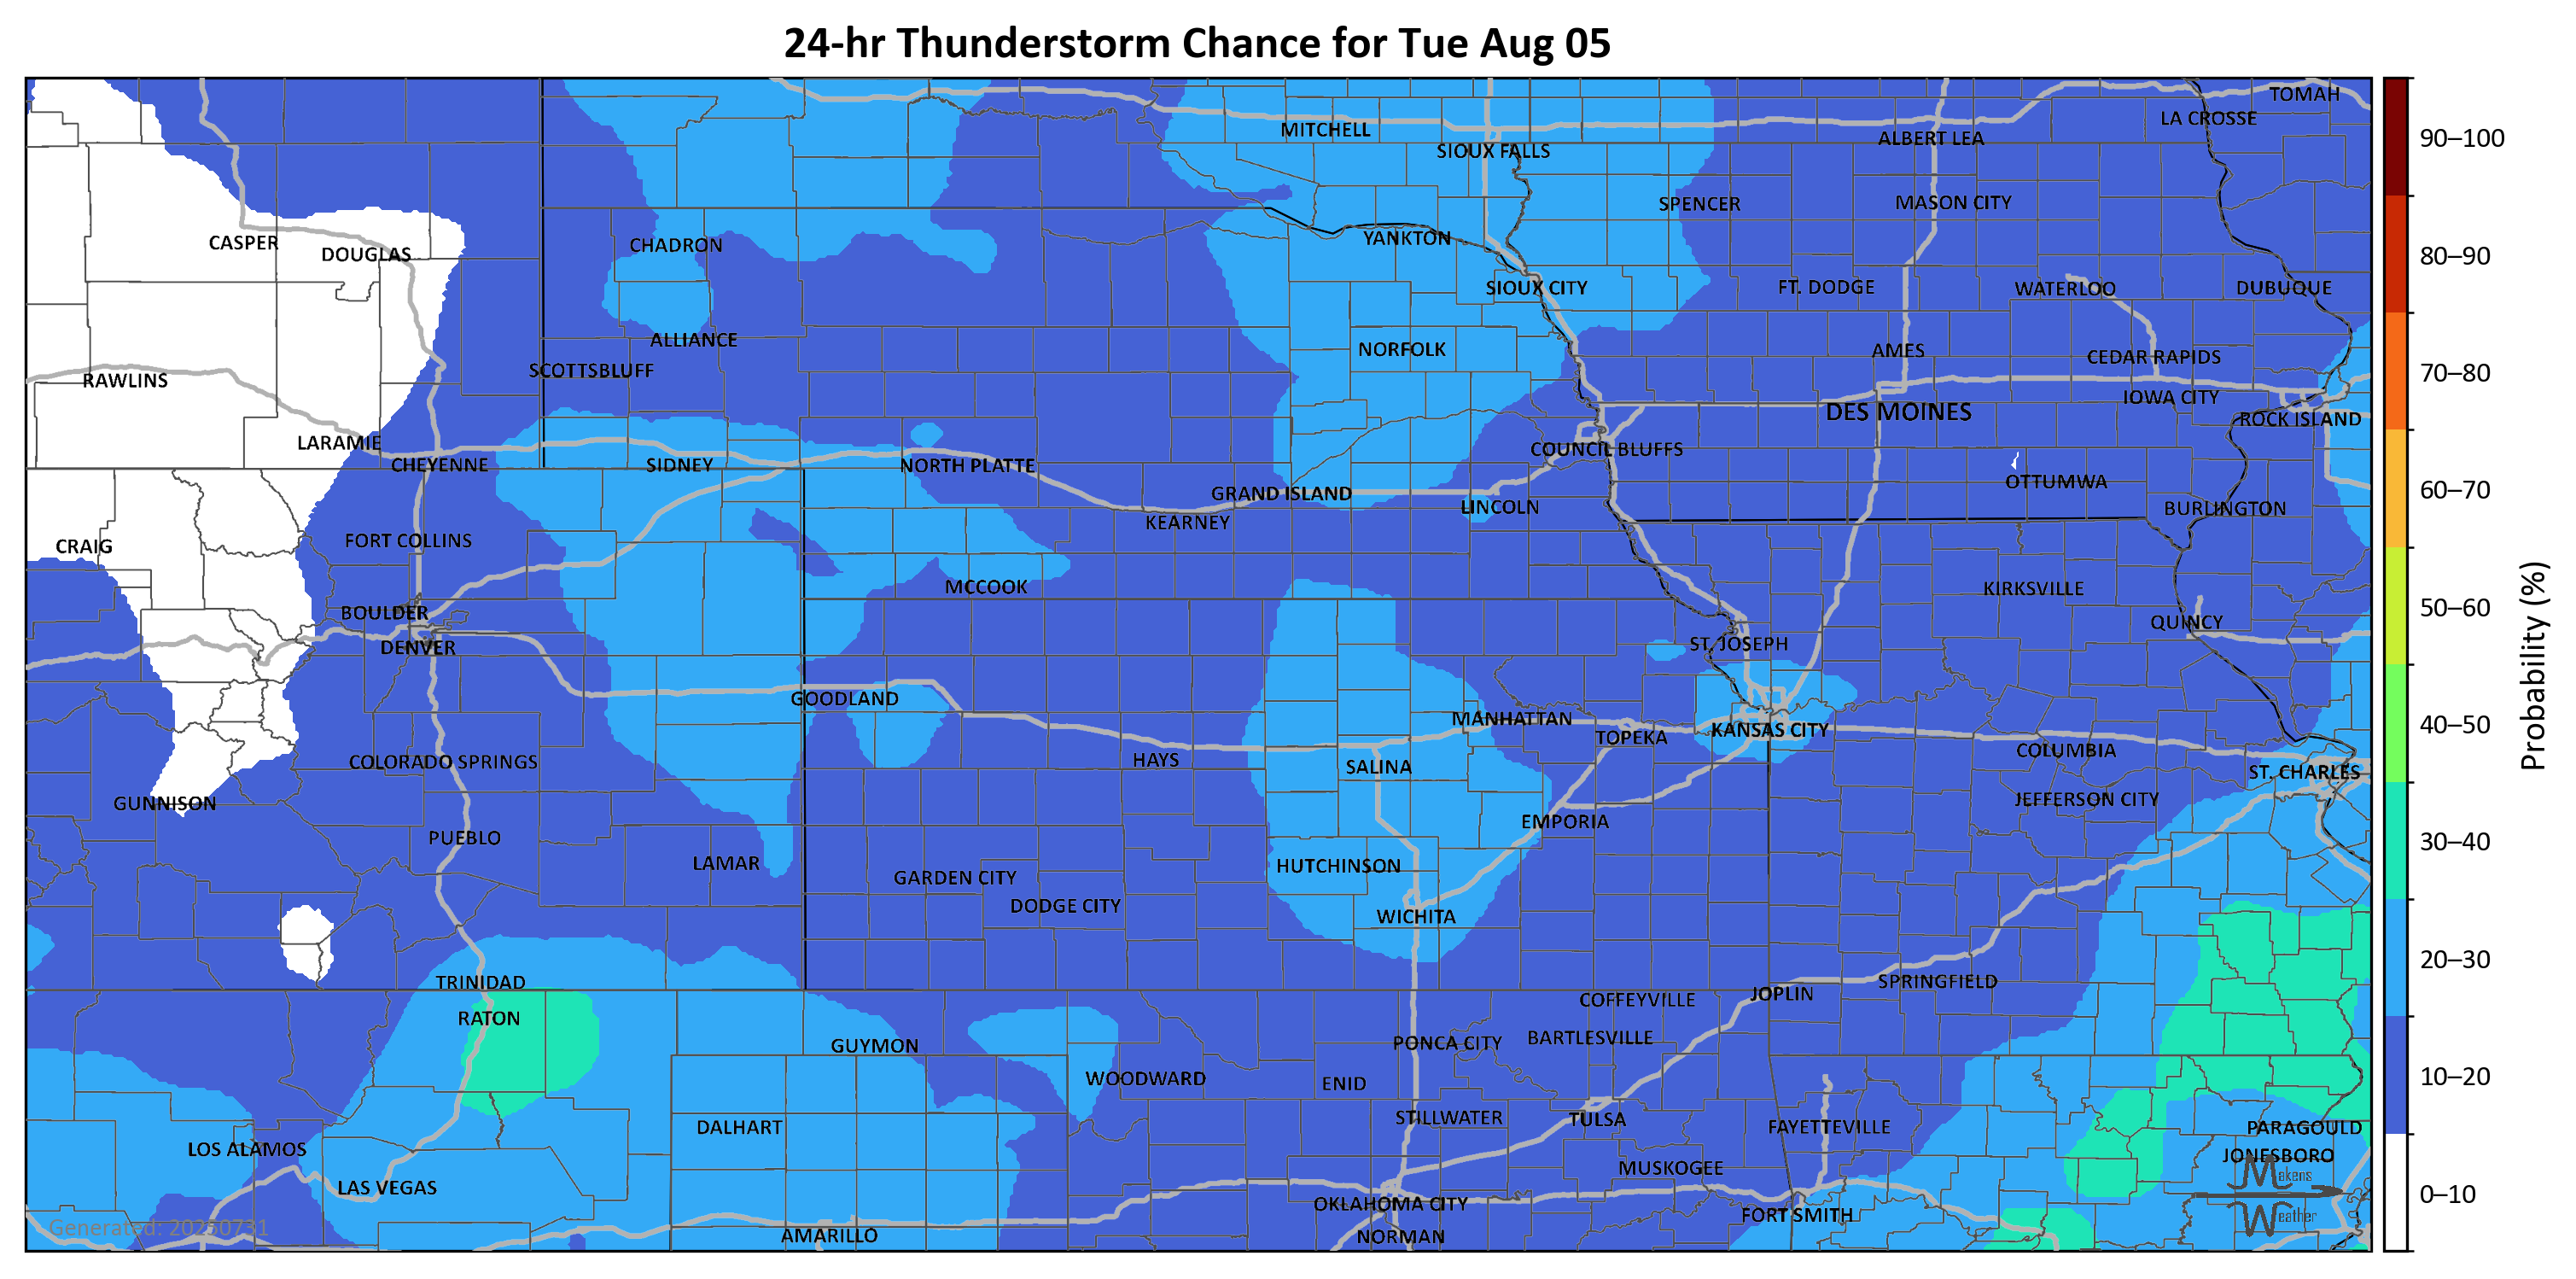 24-hr Thunderstorm Chance for Tue Aug 05
TOMAH
LA CROSSE
MITCHELL
ALBERT LEA
SIOUX FALLS
SPENCER
MASON CITY
CASPER
DOUGLAS
CHADRON
YANKTON
SIOUX CITY
FT. DODGE
WATERLOO
DUBUQUE
ALLIANCE
NORFOLK
AMES
CEDAR RAPIDS
RAWLINS
SCOTTSBLUFF
IOWA CITY
DES MOINES
ROCK ISLAND
LARAMIE
CHEYENNE
SIDNEY
NORTH PLATTE
COUNCIL BLUFFS
GRAND ISLAND
LINCOLN
OTTUMWA
BURLINGTON
KEARNEY
CRAIG
FORT COLLINS
MCCOOK
KIRKSVILLE
BOULDER
QUINCY
DENVER
ST. JOSEPH
GOODLAND
MANHATTAN
TOPEKA
KANSAS CITY
COLUMBIA
COLORADO SPRINGS
HAYS
SALINA
ST. CHARLES
GUNNISON
JEFFERSON CITY
PUEBLO
EMPORIA
LAMAR
GARDEN CITY
HUTCHINSON
DODGE CITY
WICHITA
TRINIDAD
COFFEYVILLE
JOPLIN
SPRINGFIELD
RATON
GUYMON
PONCA CITY
BARTLESVILLE
WOODWARD
ENID
DALHART
STILLWATER
TULSA
FAYETTEVILLE
PARAGOULD
LOS ALAMOS
JONESBORO
MUSKOGEE
LAS VEGAS
OKLAHOMA CITY
FORT SMITH
AMARILLO
NORMAN
Generated: 20250731
Makens
Weather
90–100
80–90
70–80
60–70
50–60
40–50
30–40
20–30
10–20
0–10
Probability (%)